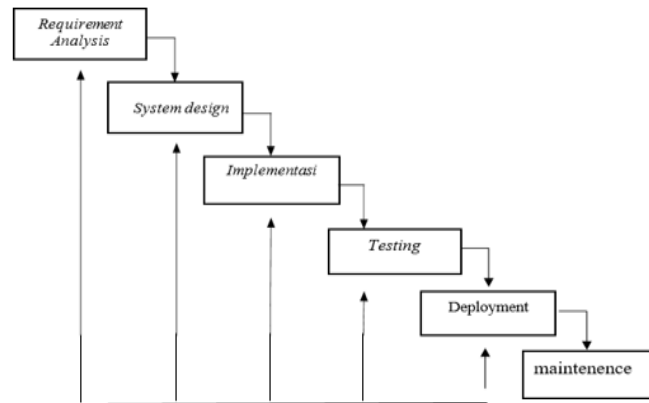 Requirement
Analysis
System design
Implementasi
Testing
Deployment
maintenence